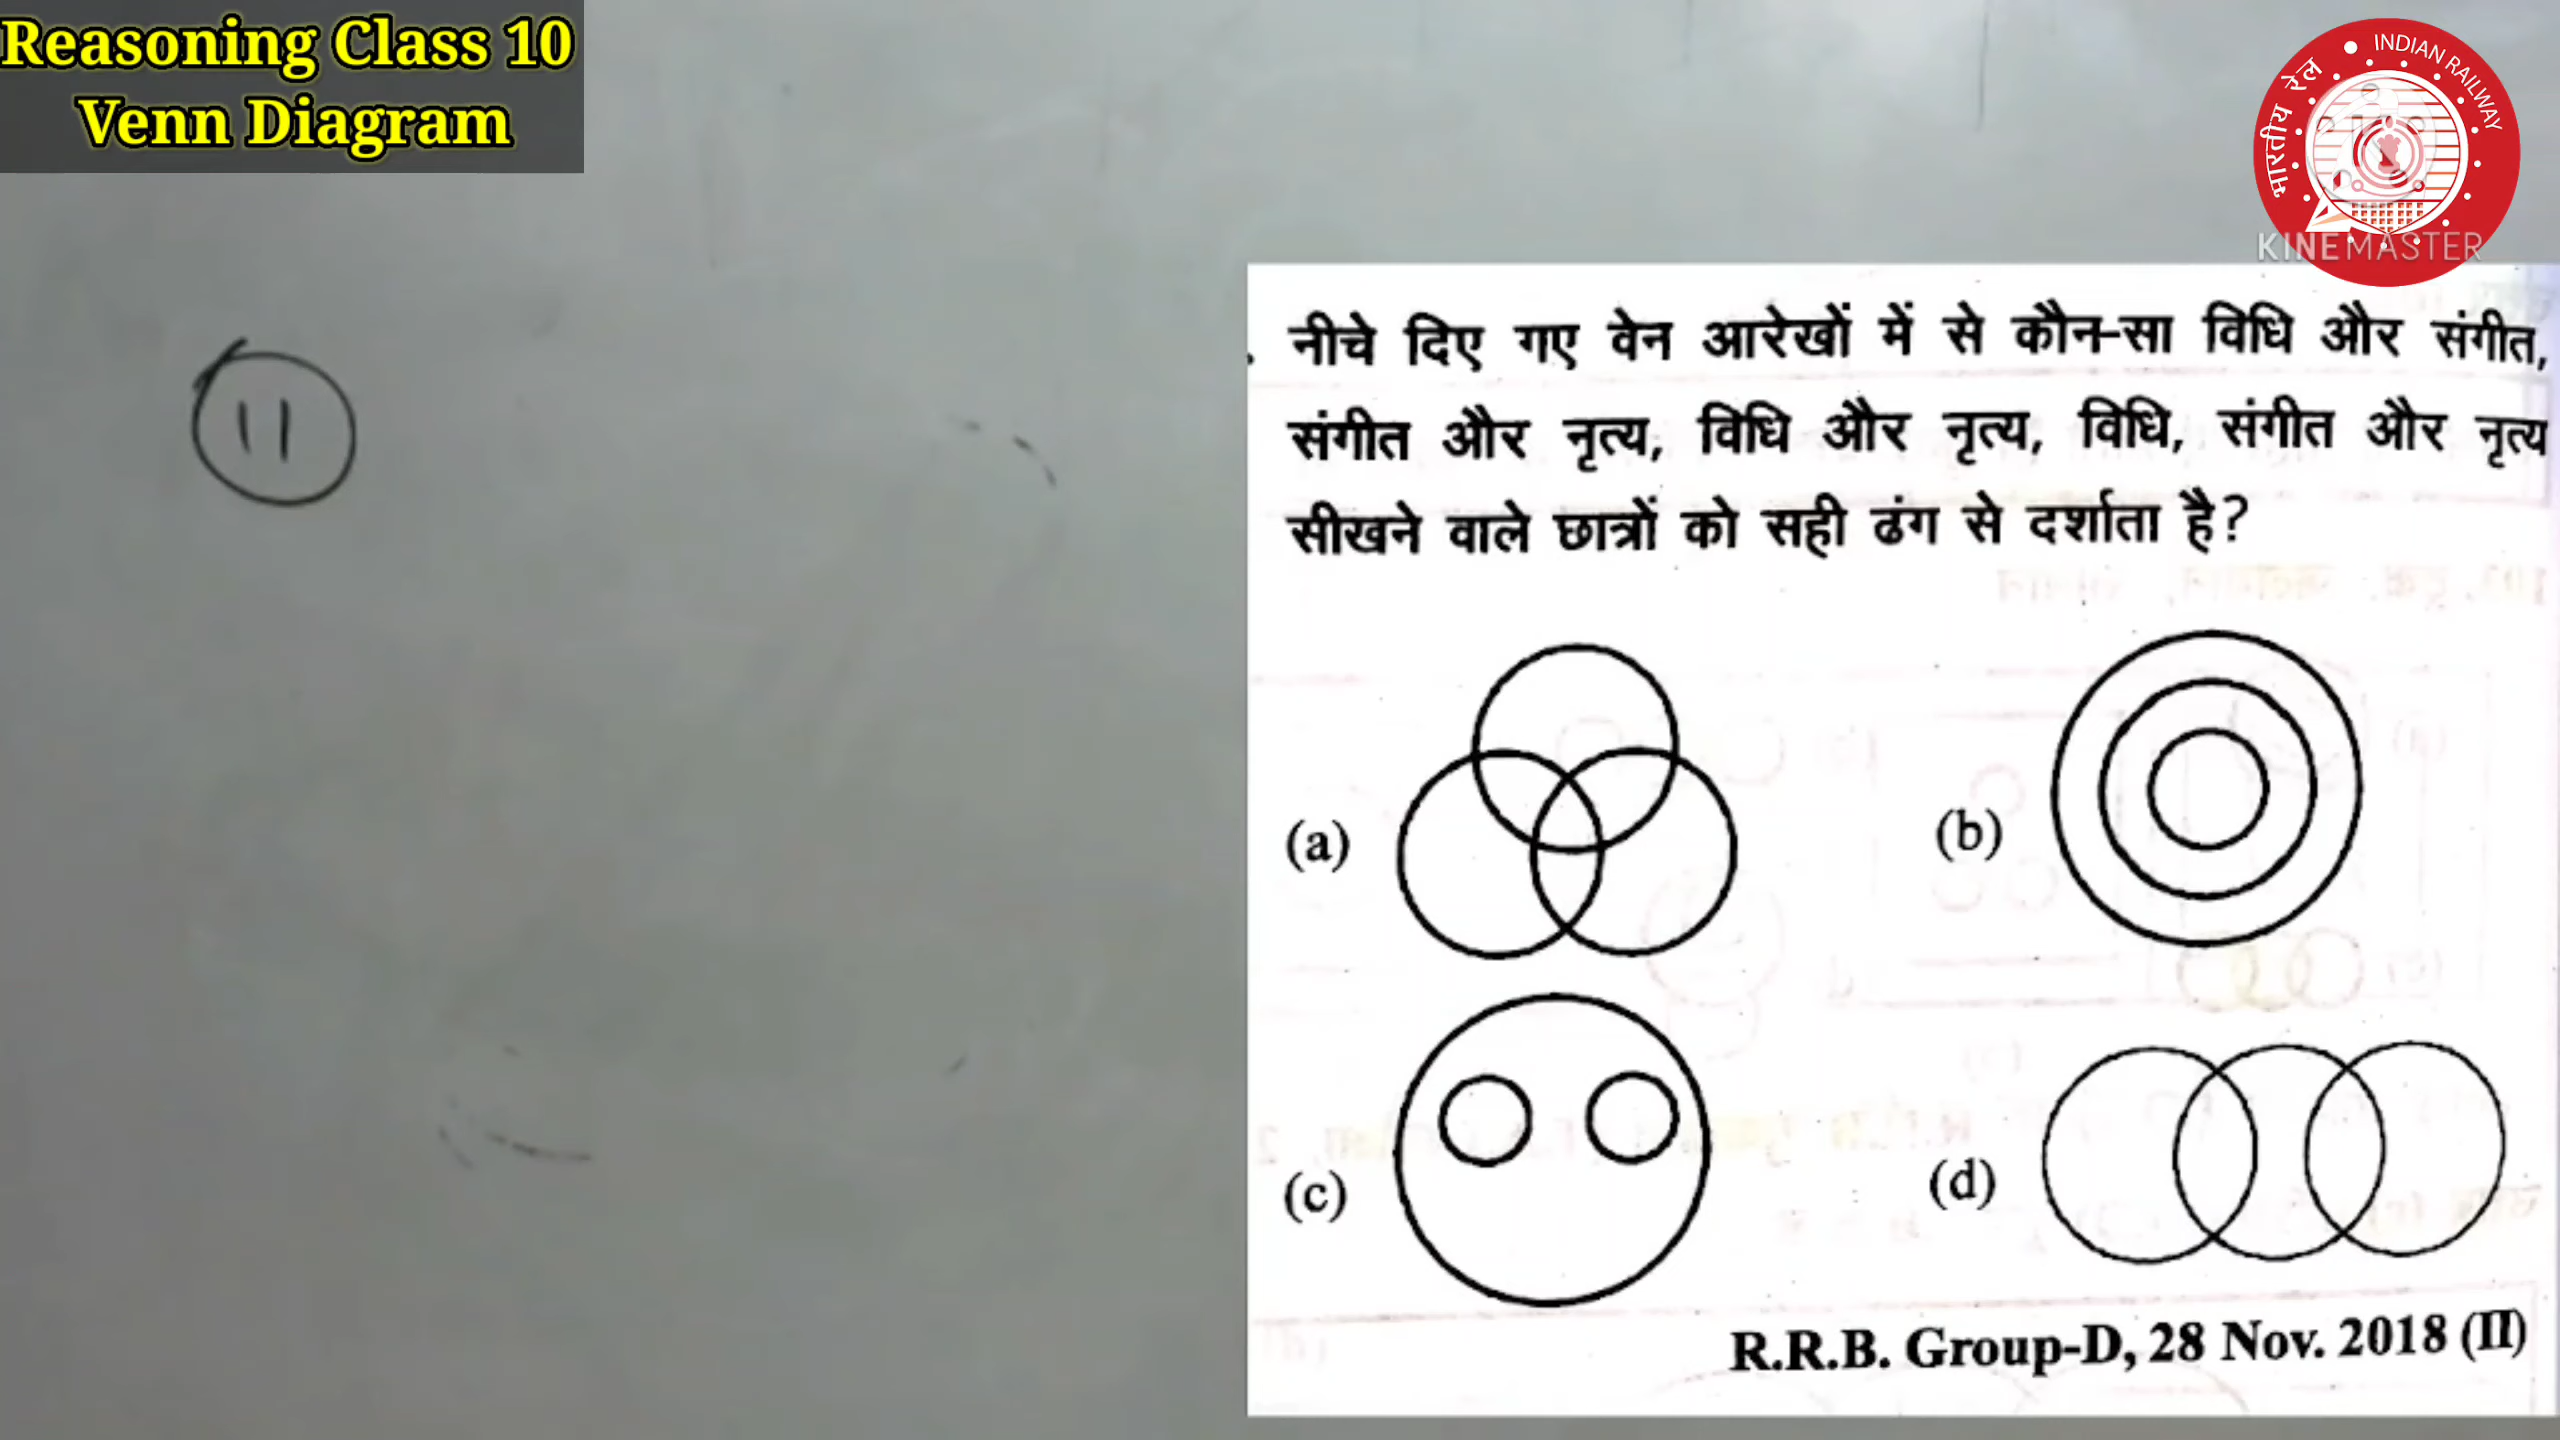 Reasoning Class 10
Venn Diagram
भारतीय रेल
INDIAN RAILWAY
KINEMASTER
11
नीचे दिए गए वेन आरेखों में से कौन-सा विधि और संगीत,
संगीत और नृत्य, विधि और नृत्य, विधि, संगीत और नृत्य
सीखने वाले छात्रों को सही ढंग से दर्शाता है?
(a)
(b)
(c)
(d)
R.R.B. Group-D, 28 Nov. 2018 (II)